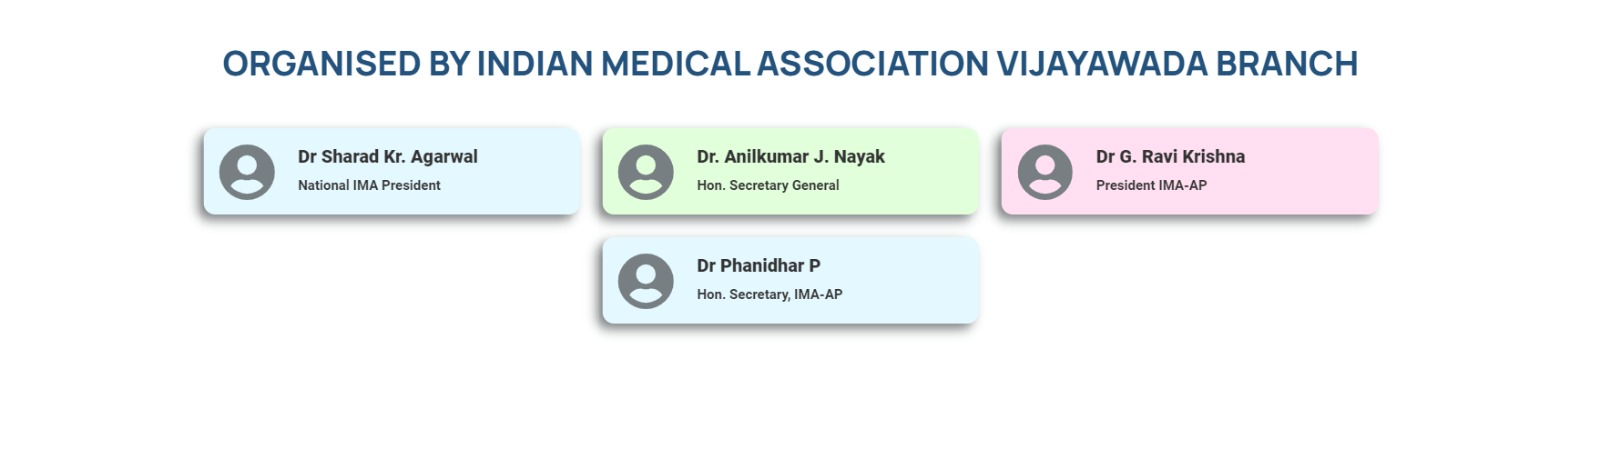 ORGANISED BY INDIAN MEDICAL ASSOCIATION VIJAYAWADA BRANCH
Dr Sharad Kr. Agarwal
National IMA President
Dr. Anilkumar J. Nayak
Hon. Secretary General
Dr G. Ravi Krishna
President IMA-AP
Dr Phanidhar P
Hon. Secretary, IMA-AP